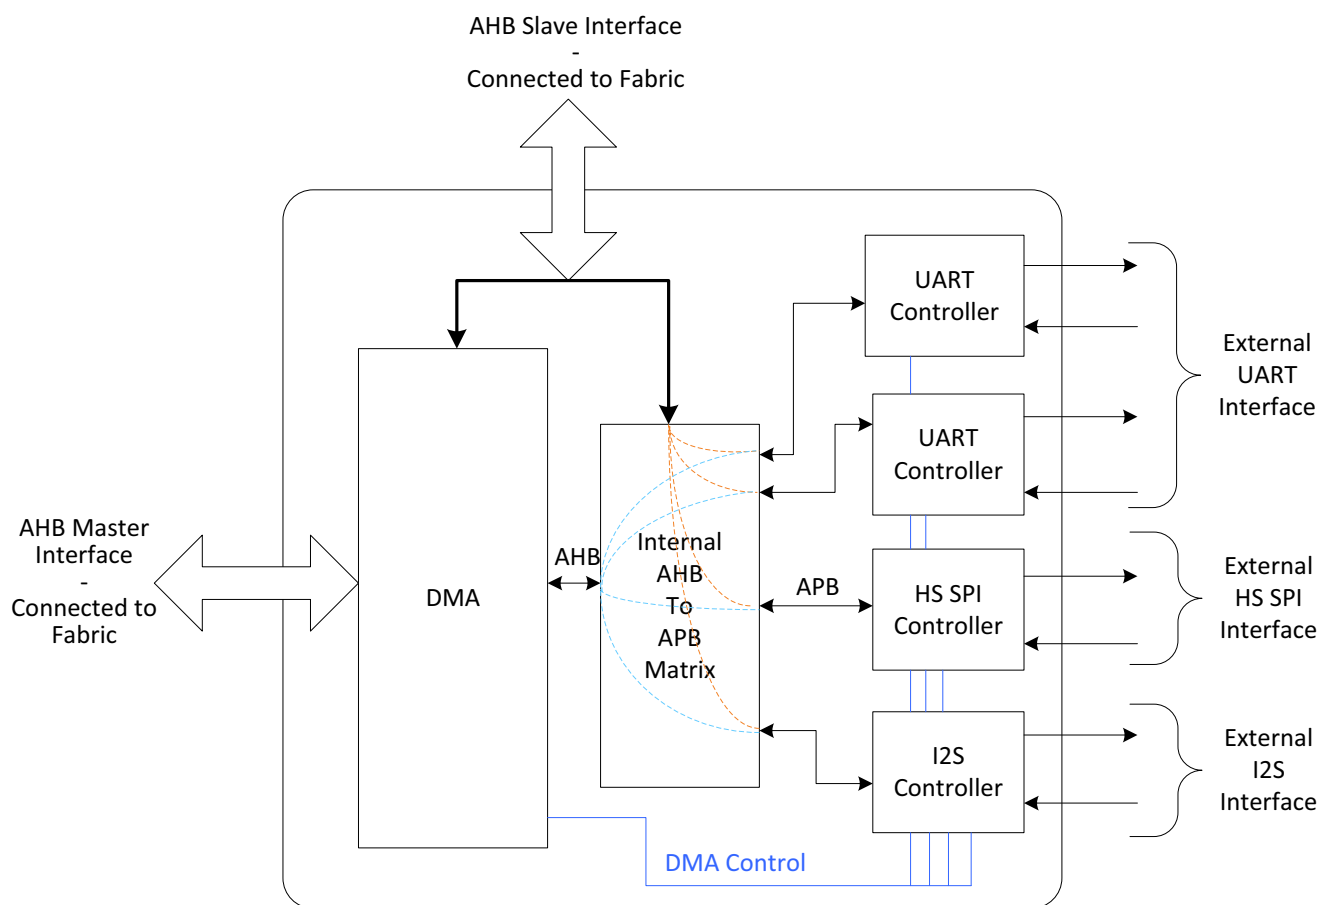 AHB Slave Interface
-
Connected to Fabric
UART
Controller
External
UART
Interface
UART
Controller
AHB Master
Interface
-
Connected to
Fabric
DMA
AHB
Internal
AHB
To
APB
Matrix
APB
HS SPI
Controller
External
HS SPI
Interface
I2S
Controller
External
I2S
Interface
DMA Control